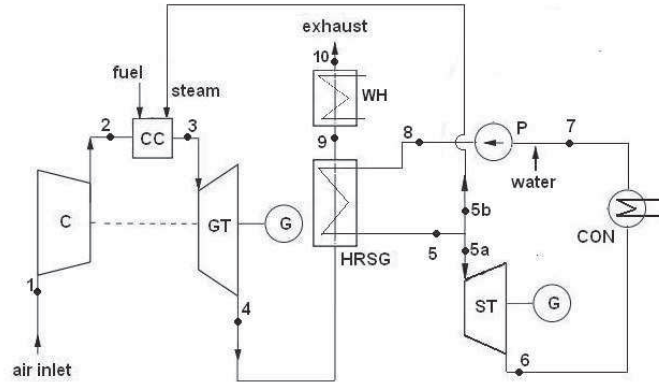 exhaust
10
fuel
steam
WH
2
3
9
8
P
7
CC
water
C
GT
G
5b
CON
HRSG
5
5a
1
4
ST
G
6
air inlet